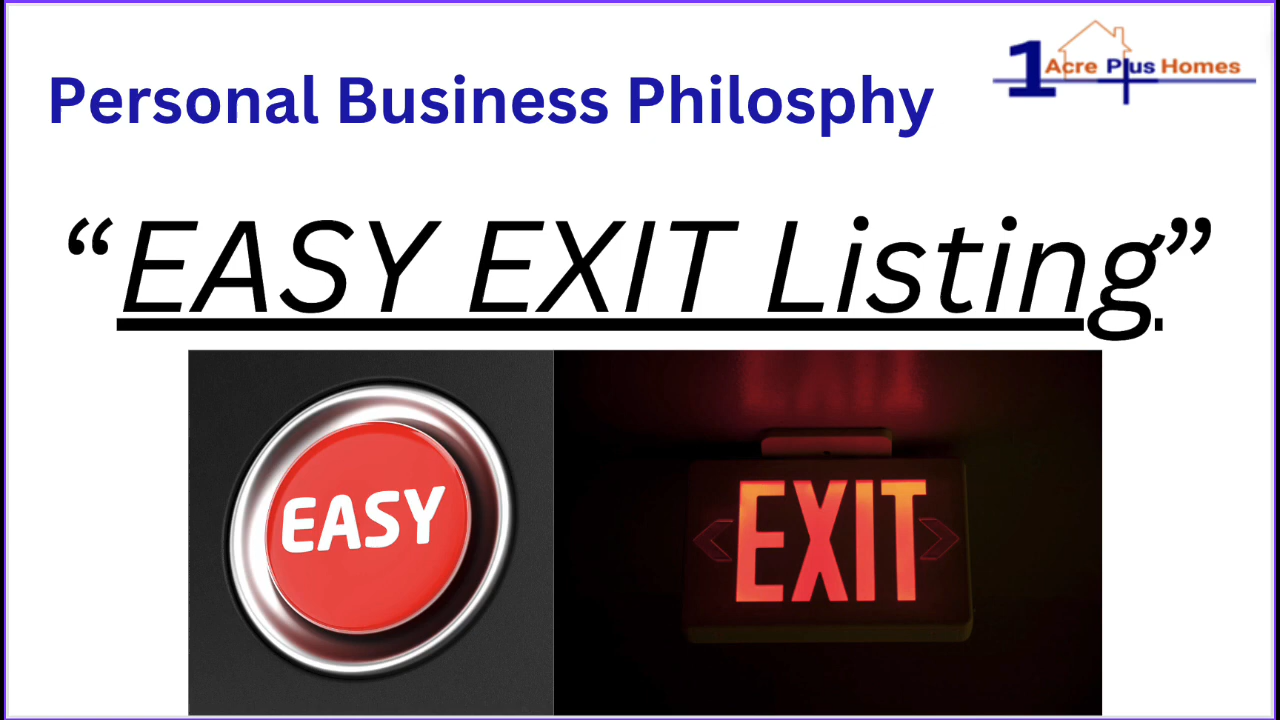 1 Acre Plus Homes
Personal Business Philosphy
“EASY EXIT Listing”
EASY
EXIT